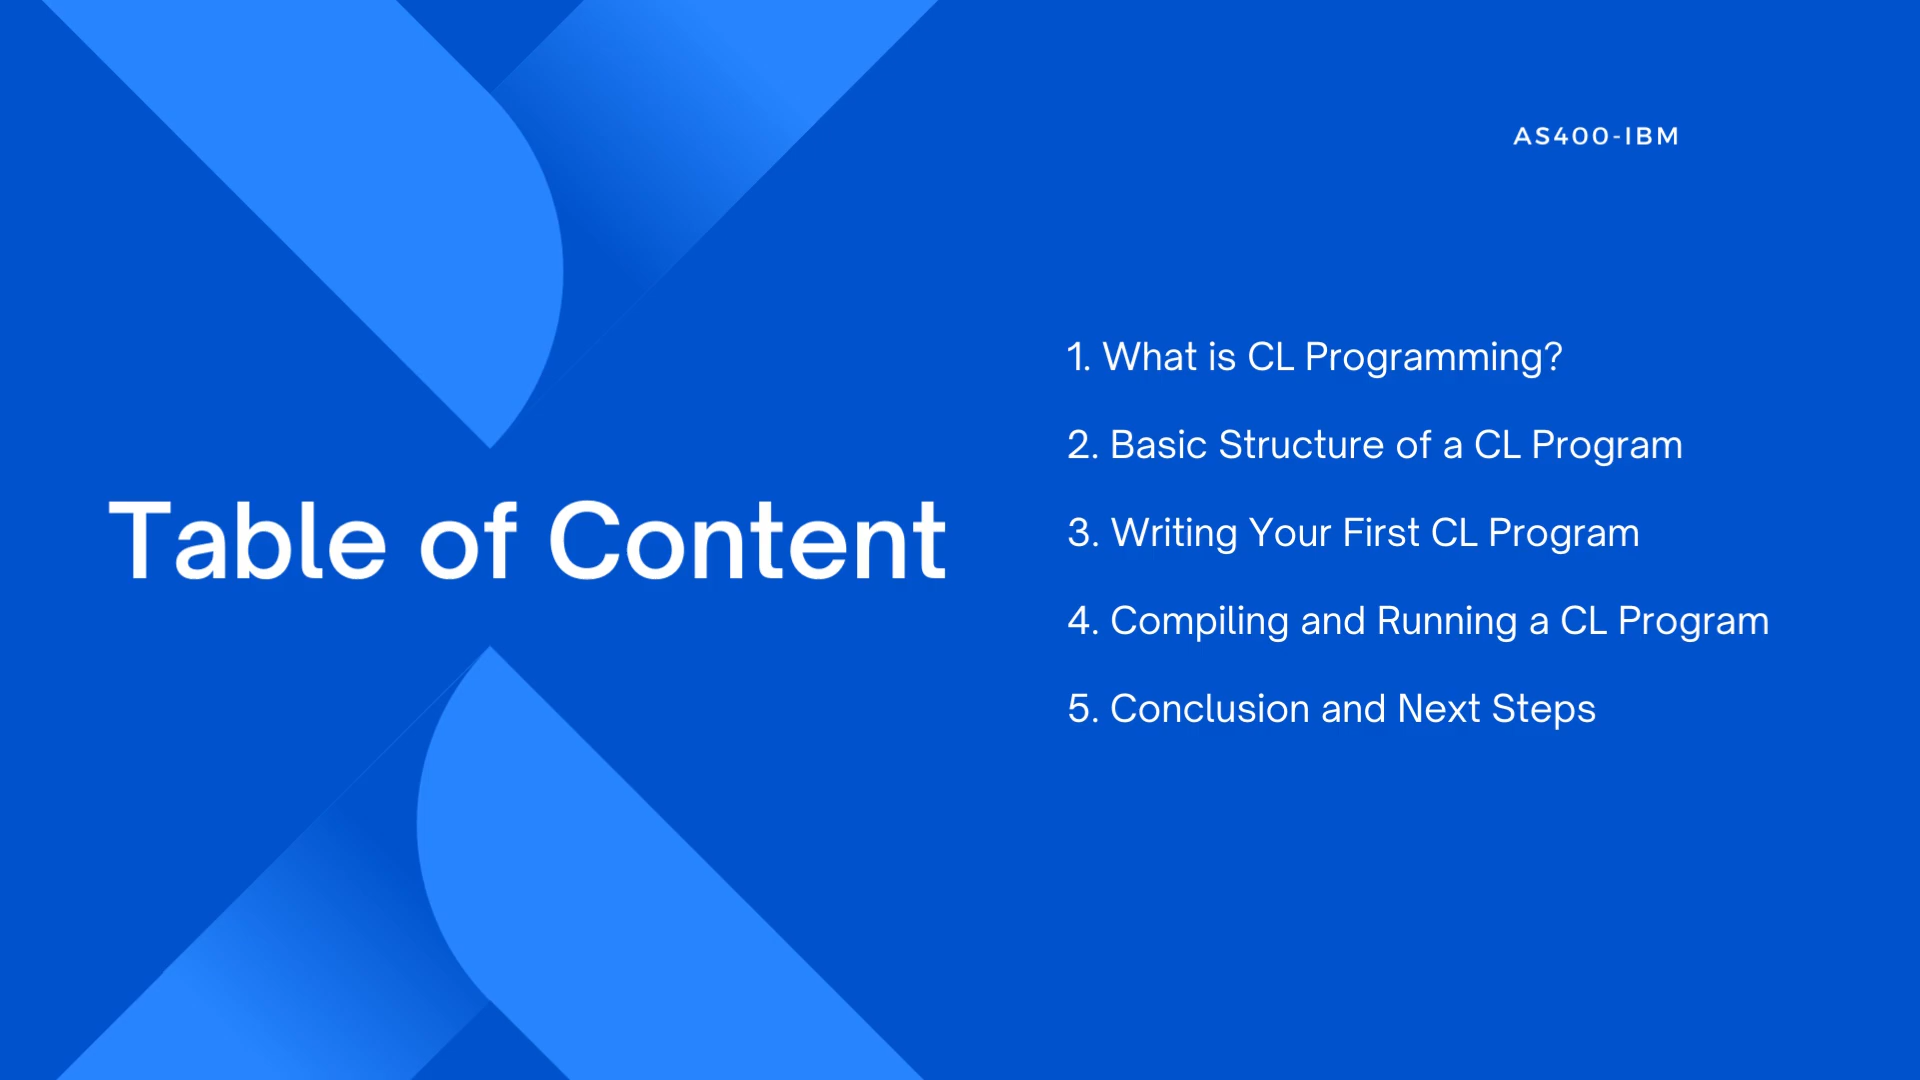 AS400-IBM
Table of Content
1. What is CL Programming?
2. Basic Structure of a CL Program
3. Writing Your First CL Program
4. Compiling and Running a CL Program
5. Conclusion and Next Steps